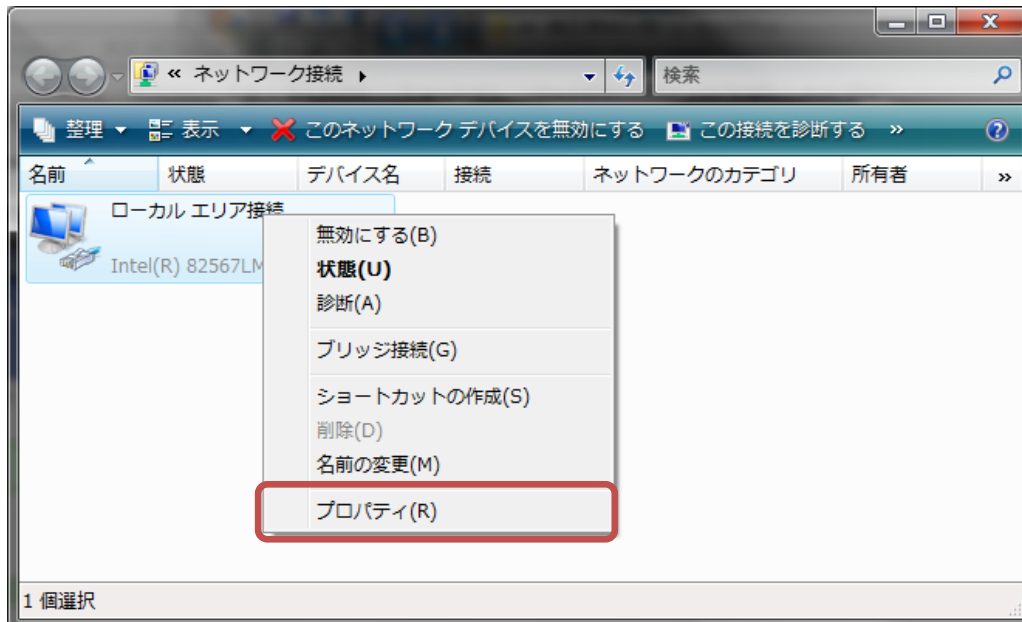 « ネットワーク接続
検索
整理 表示 このネットワーク デバイスを無効にする この接続を診断する »
名前 状態 デバイス名 接続 ネットワークのカテゴリ 所有者 »
ローカル エリア接続
Intel(R) 82567LM
無効にする(B)
状態(U)
診断(A)
ブリッジ接続(G)
ショートカットの作成(S)
削除(D)
名前の変更(M)
プロパティ(R)
1 個選択